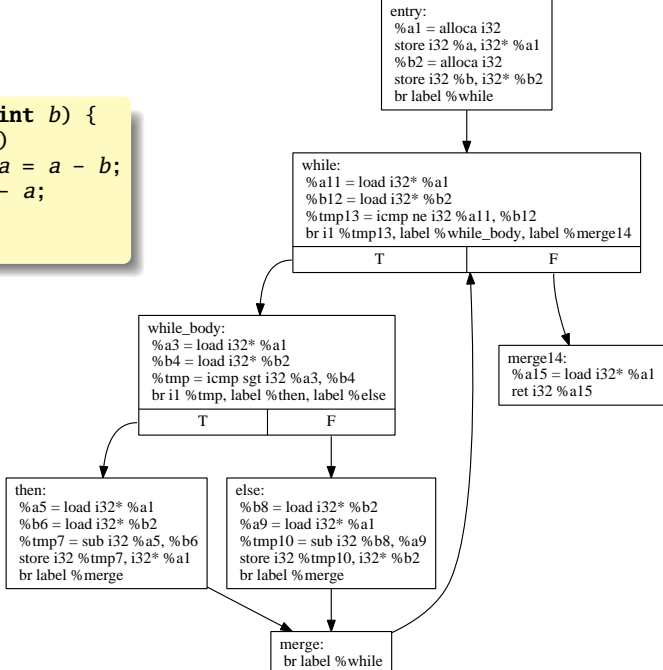 entry:
%a1 = alloca i32
store i32 %a, i32* %a1
%b2 = alloca i32
store i32 %b, i32* %b2
br label %while
int b) {
)
a = a - b;
- a;
while:
%a11 = load i32* %a1
%b12 = load i32* %b2
%tmp13 = icmp ne i32 %a11, %b12
br i1 %tmp13, label %while_body, label %merge14
T F
while_body:
%a3 = load i32* %a1
%b4 = load i32* %b2
%tmp = icmp sgt i32 %a3, %b4
br i1 %tmp, label %then, label %else
T F
merge14:
%a15 = load i32* %a1
ret i32 %a15
then:
%a5 = load i32* %a1
%b6 = load i32* %b2
%tmp7 = sub i32 %a5, %b6
store i32 %tmp7, i32* %a1
br label %merge
else:
%b8 = load i32* %b2
%a9 = load i32* %a1
%tmp10 = sub i32 %b8, %a9
store i32 %tmp10, i32* %b2
br label %merge
merge:
br label %while